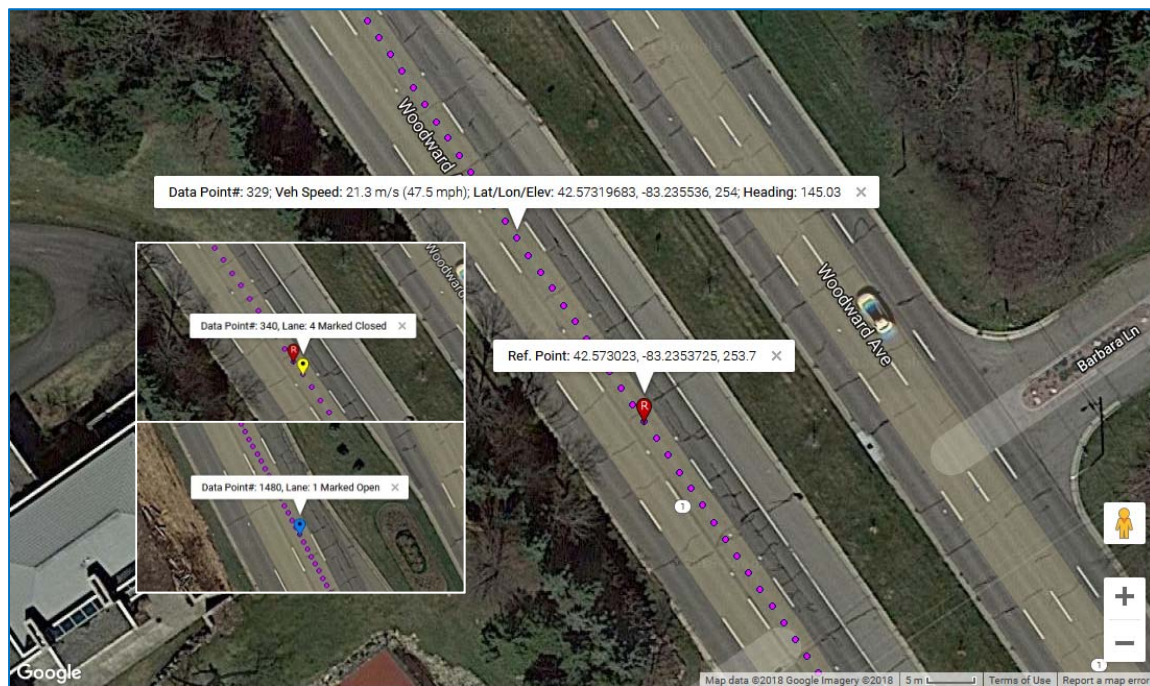 Woodward
Data Point#: 329; Veh Speed: 21.3 m/s (47.5 mph); Lat/Lon/Elev: 42.57319683, -83.235536, 254; Heading: 145.03 ×
Woodward
Woodward Ave
Data Point#: 340, Lane: 4 Marked Closed ×
R
Ref. Point: 42.573023, -83.2353725, 253.7 ×
Barbara Ln
R
Data Point#: 1480, Lane: 1 Marked Open ×
1
+
−
1
Google
Map data ©2018 Google Imagery ©2018 5 m Terms of Use Report a map error